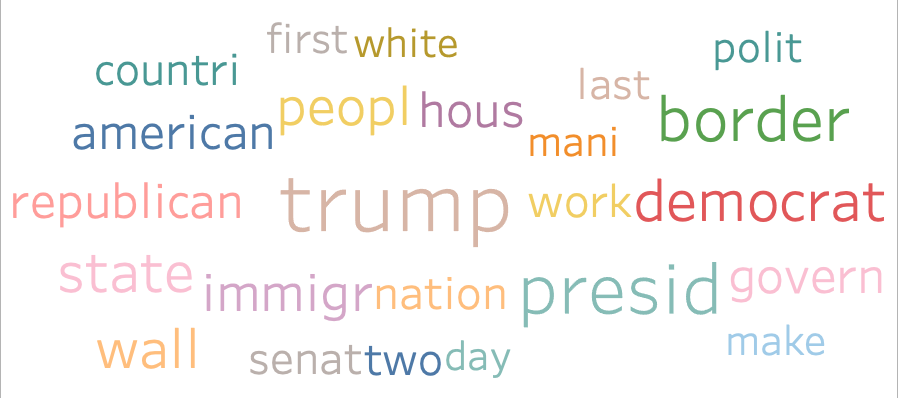 first white
polit
countri
last
peopl hous
border
american
mani
republican
trump
work democrat
state
immigr nation
presid govern
wall
senat two day
make